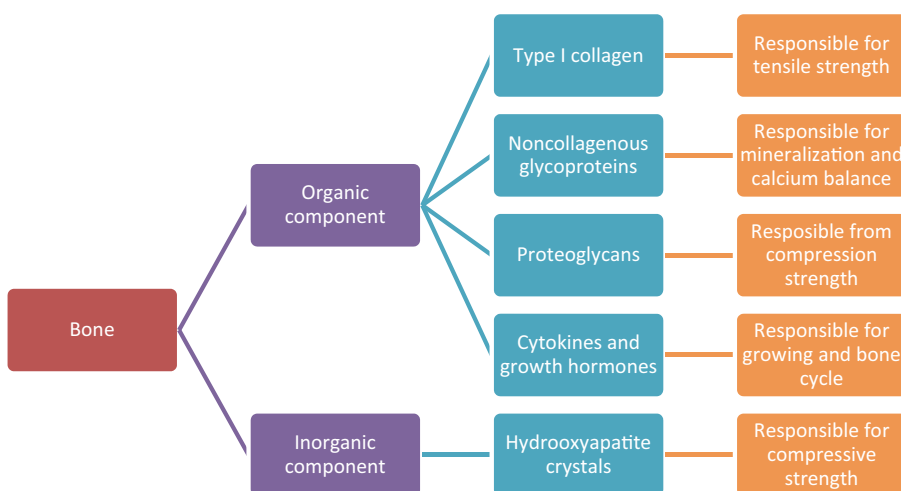 Type I collagen
Responsible for
tensile strength
Noncollagenous
glycoproteins
Responsible for
mineralization and
calcium balance
Organic
component
Proteoglycans
Resposible from
compression
strength
Bone
Cytokines and
growth hormones
Responsible for
growing and bone
cycle
Inorganic
component
Hydrooxyapatite
crystals
Responsible for
compressive
strength